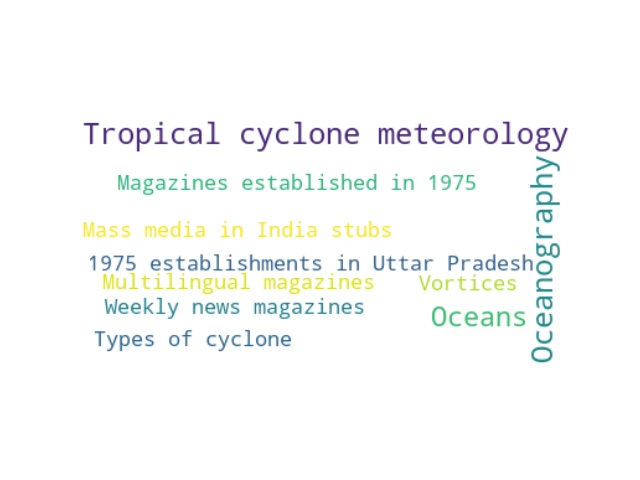 Tropical cyclone meteorology
Magazines established in 1975
Mass media in India stubs
1975 establishments in Uttar Pradesh
Multilingual magazines
Vortices
Weekly news magazines
Oceans
Types of cyclone
Oceanography